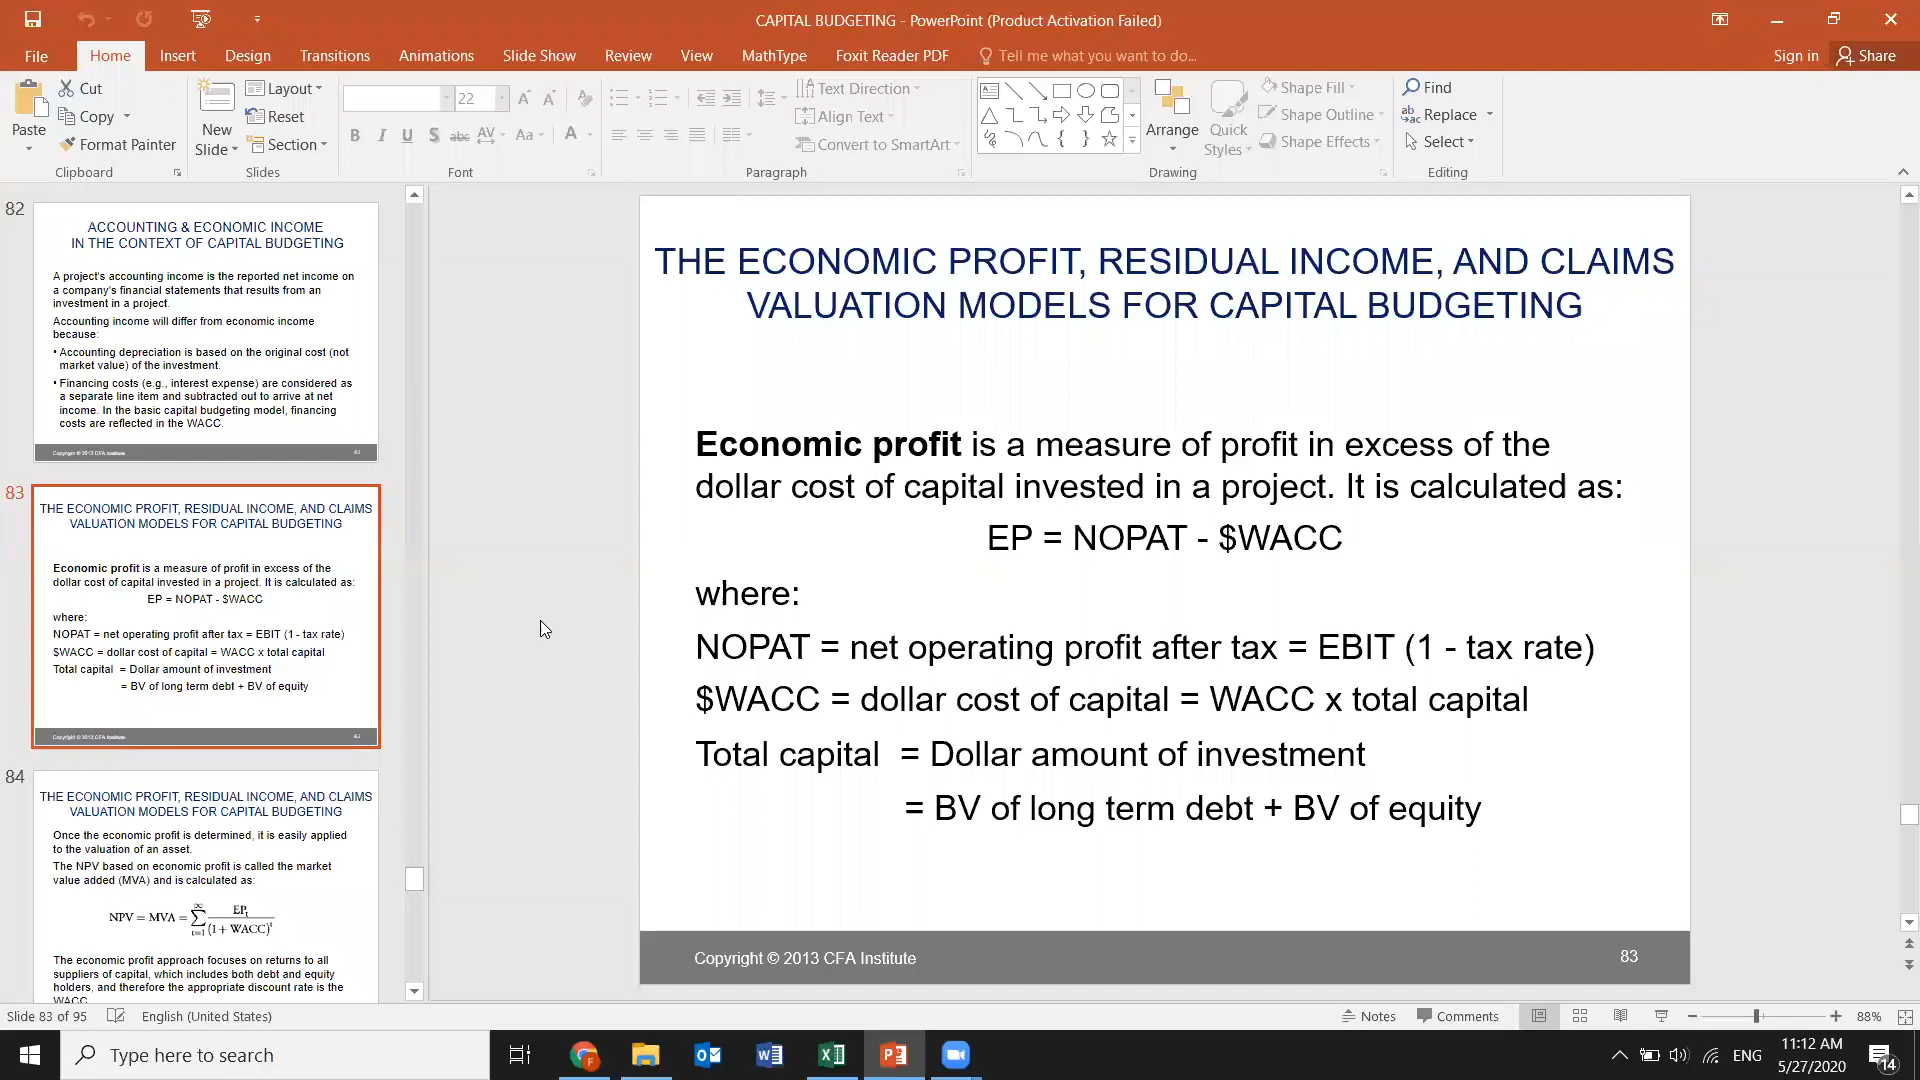 CAPITAL BUDGETING - PowerPoint (Product Activation Failed)
File
Home
Insert
Design
Transitions
Animations
Slide Show
Review
View
MathType
Foxit Reader PDF
Tell me what you want to do...
Sign in
Share
Paste
Cut
Copy
Format Painter
Clipboard
New
Slide
Layout
Reset
Section
Slides
22
B I U S abc AV Aa A
Font
Text Direction
Align Text
Convert to SmartArt
Paragraph
Arrange
Quick
Styles
Shape Fill
Shape Outline
Shape Effects
Drawing
Find
Replace
Select
Editing
82
ACCOUNTING & ECONOMIC INCOME
IN THE CONTEXT OF CAPITAL BUDGETING
A project's accounting income is the reported net income on
a company's financial statements that results from an
investment in a project.
Accounting income will differ from economic income
because:
• Accounting depreciation is based on the original cost (not
market value) of the investment.
• Financing costs (e.g., interest expense) are considered as
a separate line item and subtracted out to arrive at net
income. In the basic capital budgeting model, financing
costs are reflected in the WACC.
Copyright © 2013 CFA Institute
83
THE ECONOMIC PROFIT, RESIDUAL INCOME, AND CLAIMS
VALUATION MODELS FOR CAPITAL BUDGETING
Economic profit is a measure of profit in excess of the
dollar cost of capital invested in a project. It is calculated as:
EP = NOPAT - $WACC
where:
NOPAT = net operating profit after tax = EBIT (1 - tax rate)
$WACC = dollar cost of capital = WACC x total capital
Total capital = Dollar amount of investment
= BV of long term debt + BV of equity
Copyright © 2013 CFA Institute
84
THE ECONOMIC PROFIT, RESIDUAL INCOME, AND CLAIMS
VALUATION MODELS FOR CAPITAL BUDGETING
Once the economic profit is determined, it is easily applied
to the valuation of an asset.
The NPV based on economic profit is called the market
value added (MVA) and is calculated as:
NPV = MVA = ∑ t=1 ∞ EPt / (1 + WACC)^t
The economic profit approach focuses on returns to all
suppliers of capital, which includes both debt and equity
holders, and therefore the appropriate discount rate is the
WACC
THE ECONOMIC PROFIT, RESIDUAL INCOME, AND CLAIMS
VALUATION MODELS FOR CAPITAL BUDGETING
Economic profit is a measure of profit in excess of the
dollar cost of capital invested in a project. It is calculated as:
EP = NOPAT - $WACC
where:
NOPAT = net operating profit after tax = EBIT (1 - tax rate)
$WACC = dollar cost of capital = WACC x total capital
Total capital = Dollar amount of investment
= BV of long term debt + BV of equity
Copyright © 2013 CFA Institute
83
Slide 83 of 95
English (United States)
Notes
Comments
88%
Type here to search
ENG
11:12 AM
5/27/2020
14